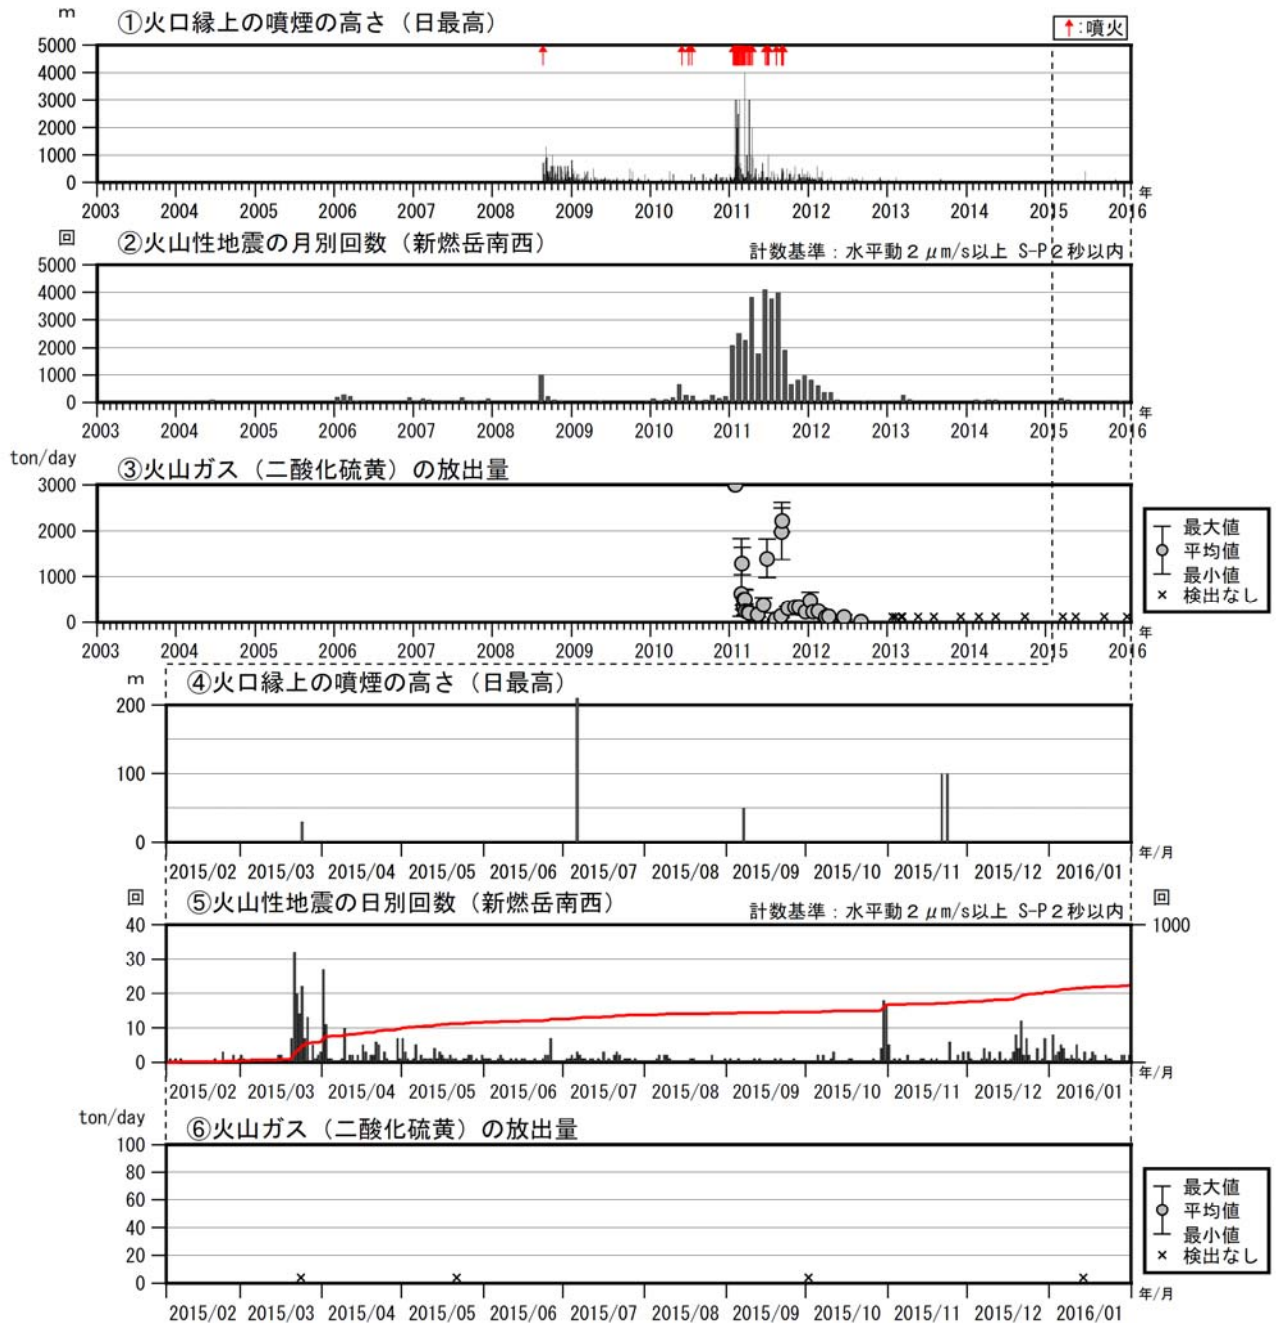 m
①火口縁上の噴煙の高さ（日最高）
↑:噴火
5000
4000
3000
2000
1000
0
2003 2004 2005 2006 2007 2008 2009 2010 2011 2012 2013 2014 2015 2016 年
回
②火山性地震の月別回数（新燃岳南西）
計数基準：水平動２μm/s以上 S-P２秒以内
5000
4000
3000
2000
1000
0
2003 2004 2005 2006 2007 2008 2009 2010 2011 2012 2013 2014 2015 2016 年
ton/day
③火山ガス（二酸化硫黄）の放出量
3000
2000
1000
0
最大値
平均値
最小値
× 検出なし
2003 2004 2005 2006 2007 2008 2009 2010 2011 2012 2013 2014 2015 2016 年
m
④火口縁上の噴煙の高さ（日最高）
200
100
0
2015/02 2015/03 2015/04 2015/05 2015/06 2015/07 2015/08 2015/09 2015/10 2015/11 2015/12 2016/01 年/月
回
⑤火山性地震の日別回数（新燃岳南西）
計数基準：水平動２μm/s以上 S-P２秒以内
回
40
1000
30
20
10
0
2015/02 2015/03 2015/04 2015/05 2015/06 2015/07 2015/08 2015/09 2015/10 2015/11 2015/12 2016/01 年/月
ton/day
⑥火山ガス（二酸化硫黄）の放出量
100
80
60
40
20
0
最大値
平均値
最小値
× 検出なし
2015/02 2015/03 2015/04 2015/05 2015/06 2015/07 2015/08 2015/09 2015/10 2015/11 2015/12 2016/01 年/月